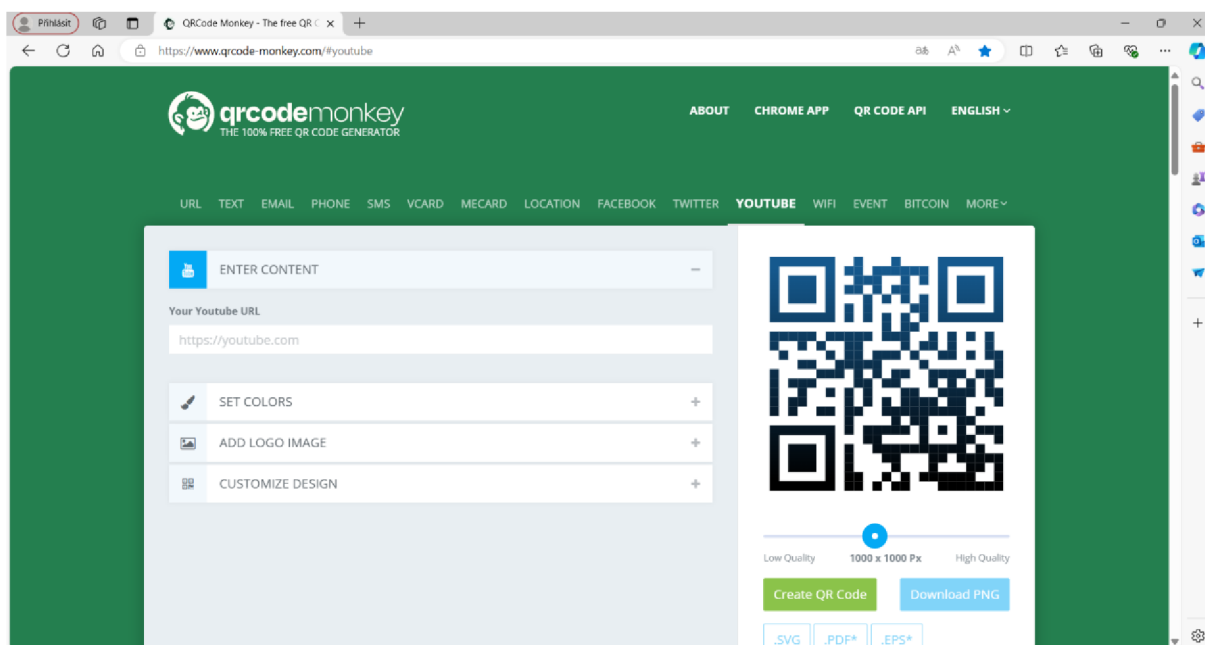 Přihlásit
QRCode Monkey - The free QR C
https://www.qrcode-monkey.com/#youtube
qrcodemonkey
THE 100% FREE QR CODE GENERATOR
ABOUT CHROME APP QR CODE API ENGLISH
URL TEXT EMAIL PHONE SMS VCARD MECARD LOCATION FACEBOOK TWITTER YOUTUBE WIFI EVENT BITCOIN MORE
ENTER CONTENT
Your Youtube URL
https://youtube.com
SET COLORS
ADD LOGO IMAGE
CUSTOMIZE DESIGN
Low Quality 1000 x 1000 Px High Quality
Create QR Code Download PNG
.SVG .PDF* .EPS*